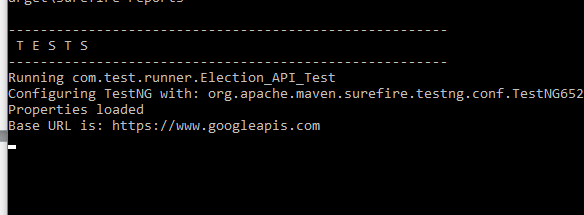 arget\surefire-reports
-------------------------------------------------------
T E S T S
-------------------------------------------------------
Running com.test.runner.Election_API_Test
Configuring TestNG with: org.apache.maven.surefire.testng.conf.TestNG652
Properties loaded
Base URL is: https://www.googleapis.com